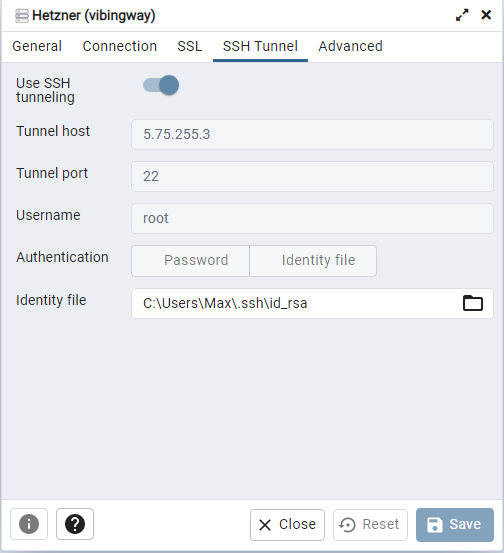 Hetzner (vibingway)
General Connection SSL SSH Tunnel Advanced
Use SSH
tunneling
Tunnel host 5.75.255.3
Tunnel port 22
Username root
Authentication Password Identity file
Identity file C:\Users\Max\.ssh\id_rsa
Close Reset Save